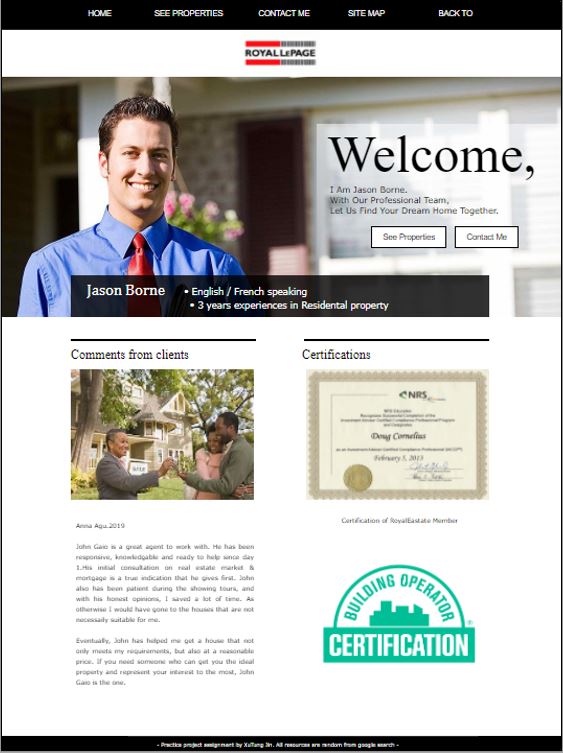 HOME SEE PROPERTIES CONTACT ME SITE MAP BACK TO
ROYAL LEPAGE
Welcome,
I Am Jason Borne.
With Our Professional Team,
Let Us Find Your Dream Home Together.
See Properties Contact Me
Jason Borne • English / French speaking
• 3 years experiences in Residental property
Comments from clients
Anna Agu.2019
John Gaio is a great agent to work with. He has been
responsive, knowledgable and ready to help since day
1.His initial consultation on real estate market &
mortgage is a true indication that he gives first. John
also has been patient during the showing tours, and
with his honest opinions, I saved a lot of time. As
otherwise I would have gone to the houses that are not
necessaily suitable for me.
Eventually, John has helped me get a house that not
only meets my requirements, but also at a reasonable
price. If you need someone who can get you the ideal
property and represent your interest to the most, John
Gaio is the one.
Certifications
NRS
Doug Cornelius
February 5, 2013
Certification of RoyalEastate Member
BUILDING OPERATOR
CERTIFICATION
®
- Practice project assignment by XuTung Jin. All resources are random from google search -